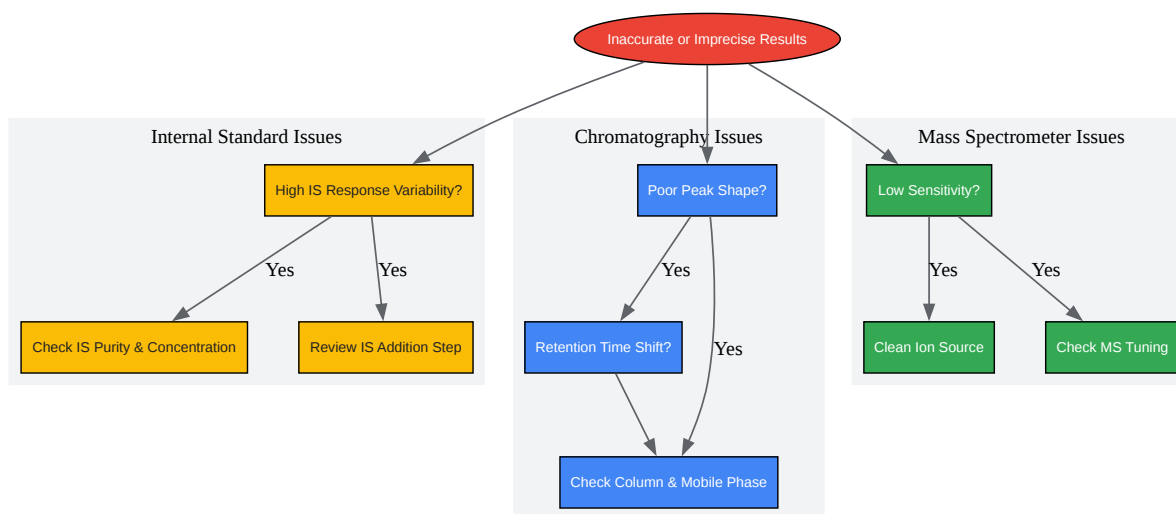 Inaccurate or Imprecise Results
Internal Standard Issues
Chromatography Issues
Mass Spectrometer Issues
High IS Response Variability?
Poor Peak Shape?
Low Sensitivity?
Yes
Yes
Yes
Yes
Yes
Check IS Purity & Concentration
Review IS Addition Step
Retention Time Shift?
Yes
Clean Ion Source
Check MS Tuning
Check Column & Mobile Phase